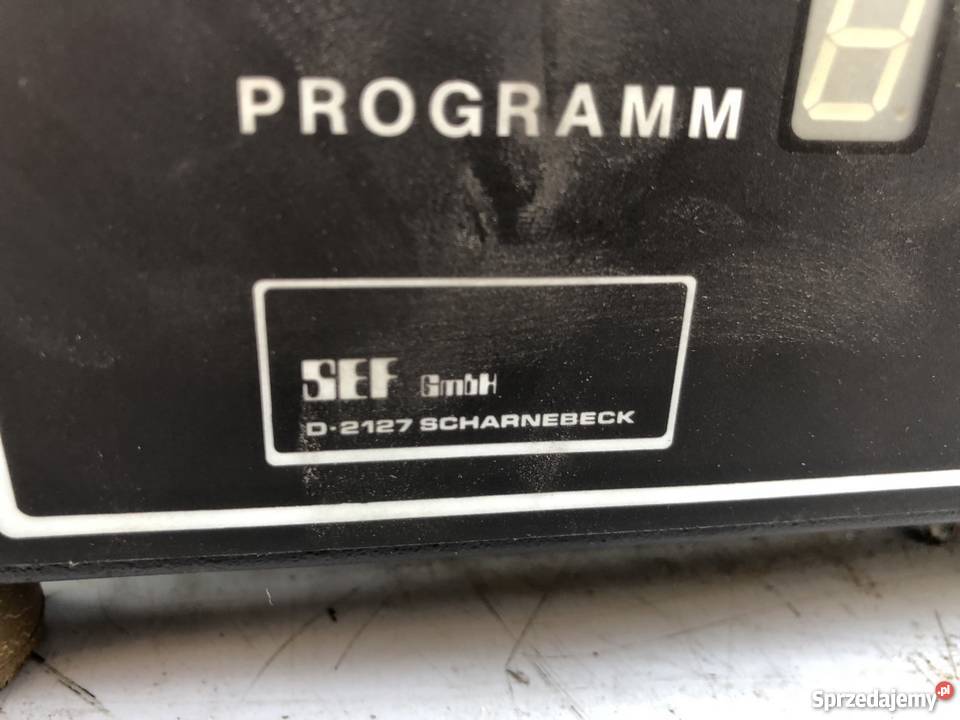 PROGRAMM
SEF GmbH
D-2127 SCHARNEBECK
Sprzedajemy.pl